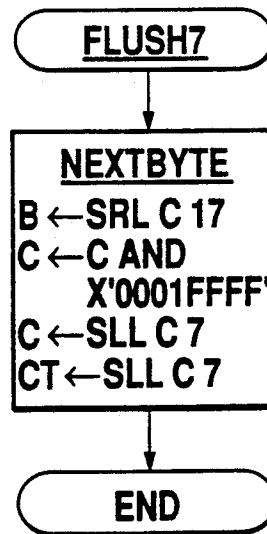 FLUSH7
NEXTBYTE
B ← SRL C 17
C ← C AND
X'0001FFFF'
C ← SLL C 7
CT ← SLL C 7
END